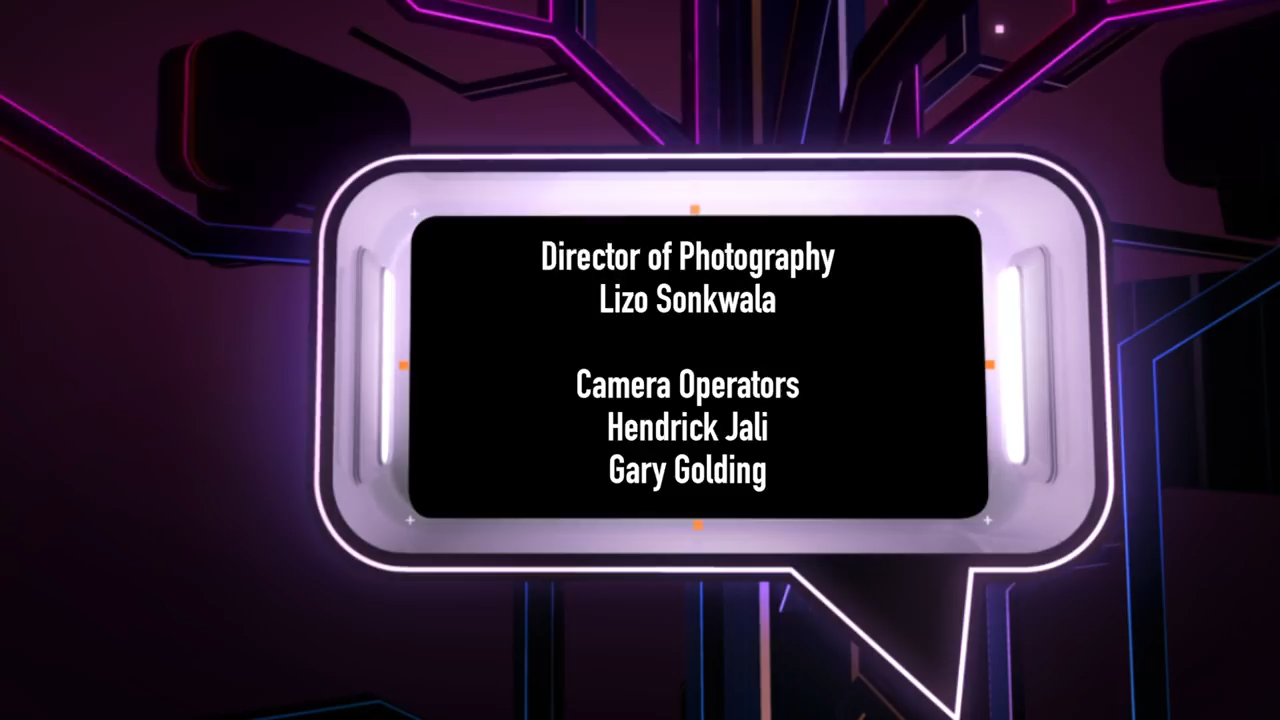 Director of Photography
Lizo Sonkwala
Camera Operators
Hendrick Jali
Gary Golding